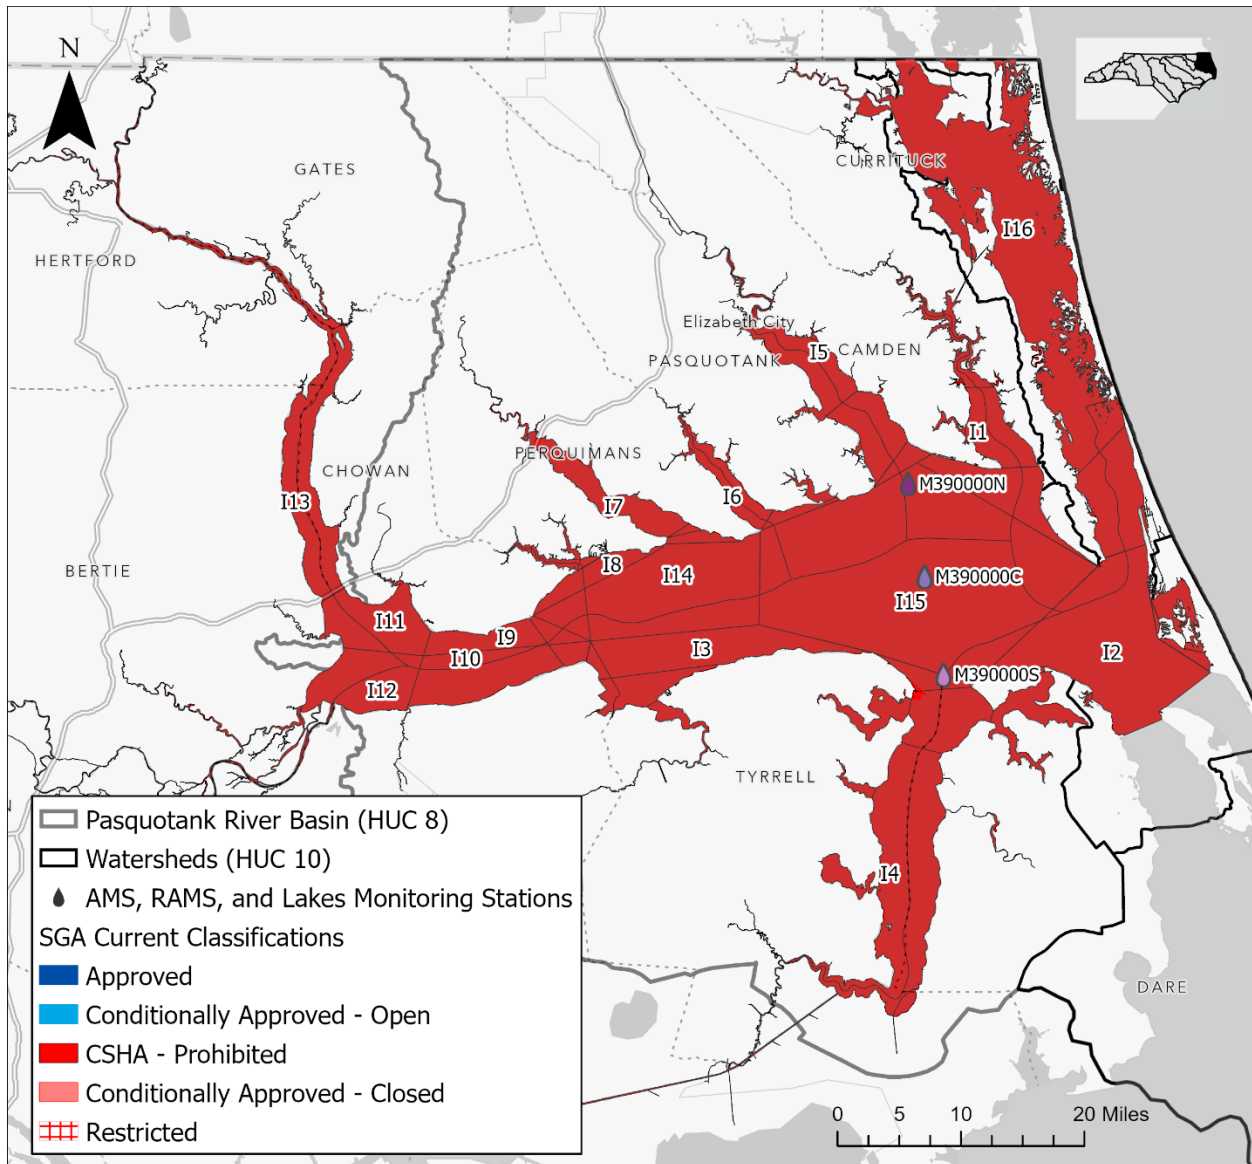 N
GATES
CURRITUCK
I16
HERTFORD
Elizabeth City
I5
CAMDEN
PASQUOTANK
I1
PERQUIMANS
CHOWAN
I13
I6
M390000N
I7
BERTIE
I8
I14
M390000C
I15
I11
I9
I10
I3
I2
I12
M390000S
TYRRELL
I4
DARE
Pasquotank River Basin (HUC 8)
Watersheds (HUC 10)
AMS, RAMS, and Lakes Monitoring Stations
SGA Current Classifications
Approved
Conditionally Approved - Open
CSHA - Prohibited
Conditionally Approved - Closed
Restricted
0 5 10 20 Miles